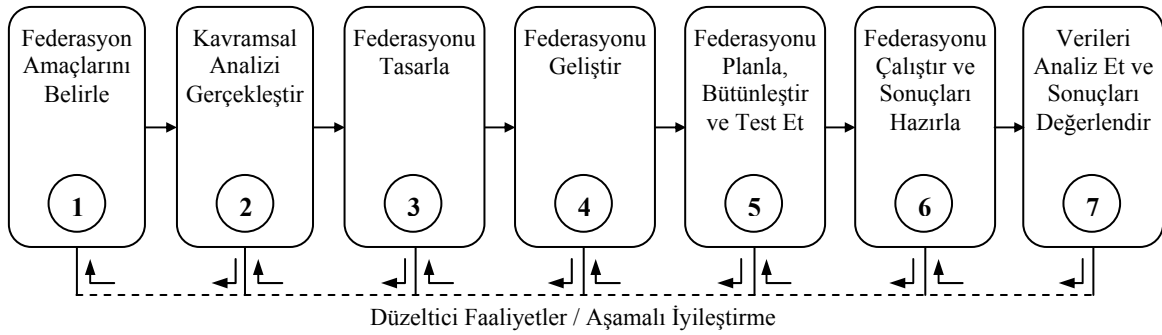 Federasyon
Amaçlarını
Belirle
1
Kavramsal
Analizi
Gerçekleştir
2
Federasyonu
Tasarla
3
Federasyonu
Geliştir
4
Federasyonu
Planla,
Bütünleştir
ve Test Et
5
Federasyonu
Çalıştır ve
Sonuçları
Hazırla
6
Verileri
Analiz Et ve
Sonuçları
Değerlendir
7
Düzeltici Faaliyetler / Aşamalı İyileştirme